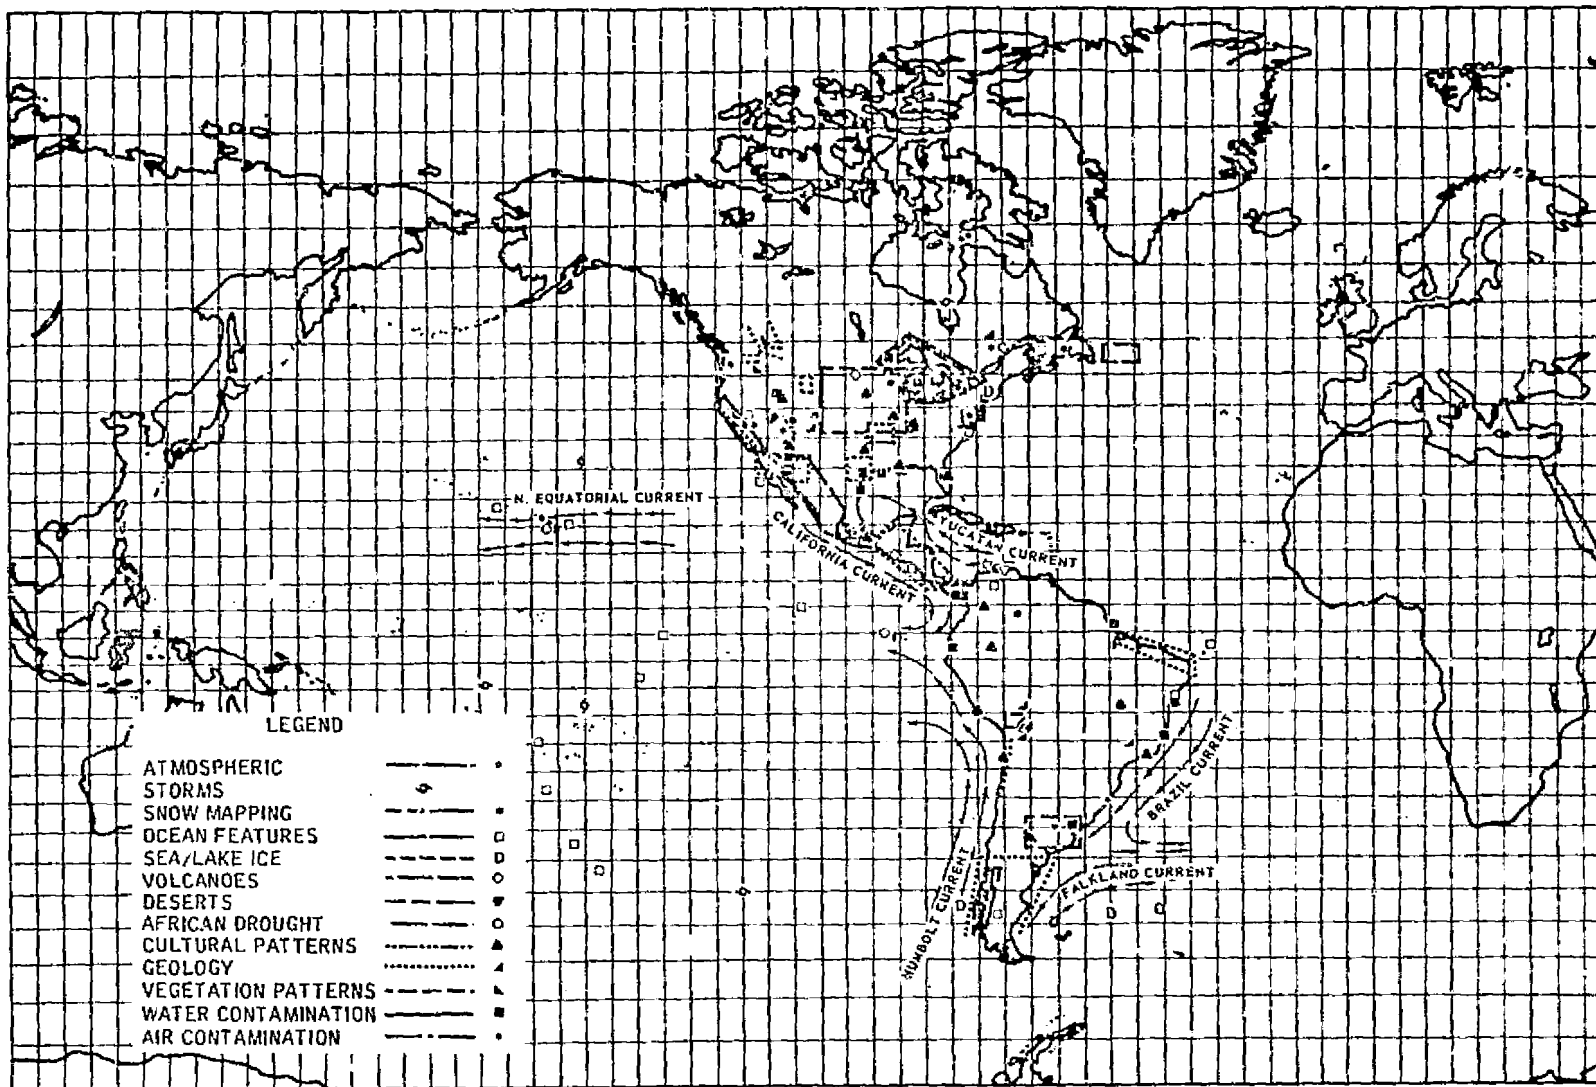 N. EQUATORIAL CURRENT
YUCATAN CURRENT
CALIFORNIA CURRENT
BRAZIL CURRENT
FALKLAND CURRENT
HUMBOLT CURRENT
LEGEND
ATMOSPHERIC
STORMS
SNOW MAPPING
OCEAN FEATURES
SEA/LAKE ICE
VOLCANOES
DESERTS
AFRICAN DROUGHT
CULTURAL PATTERNS
GEOLOGY
VEGETATION PATTERNS
WATER CONTAMINATION
AIR CONTAMINATION